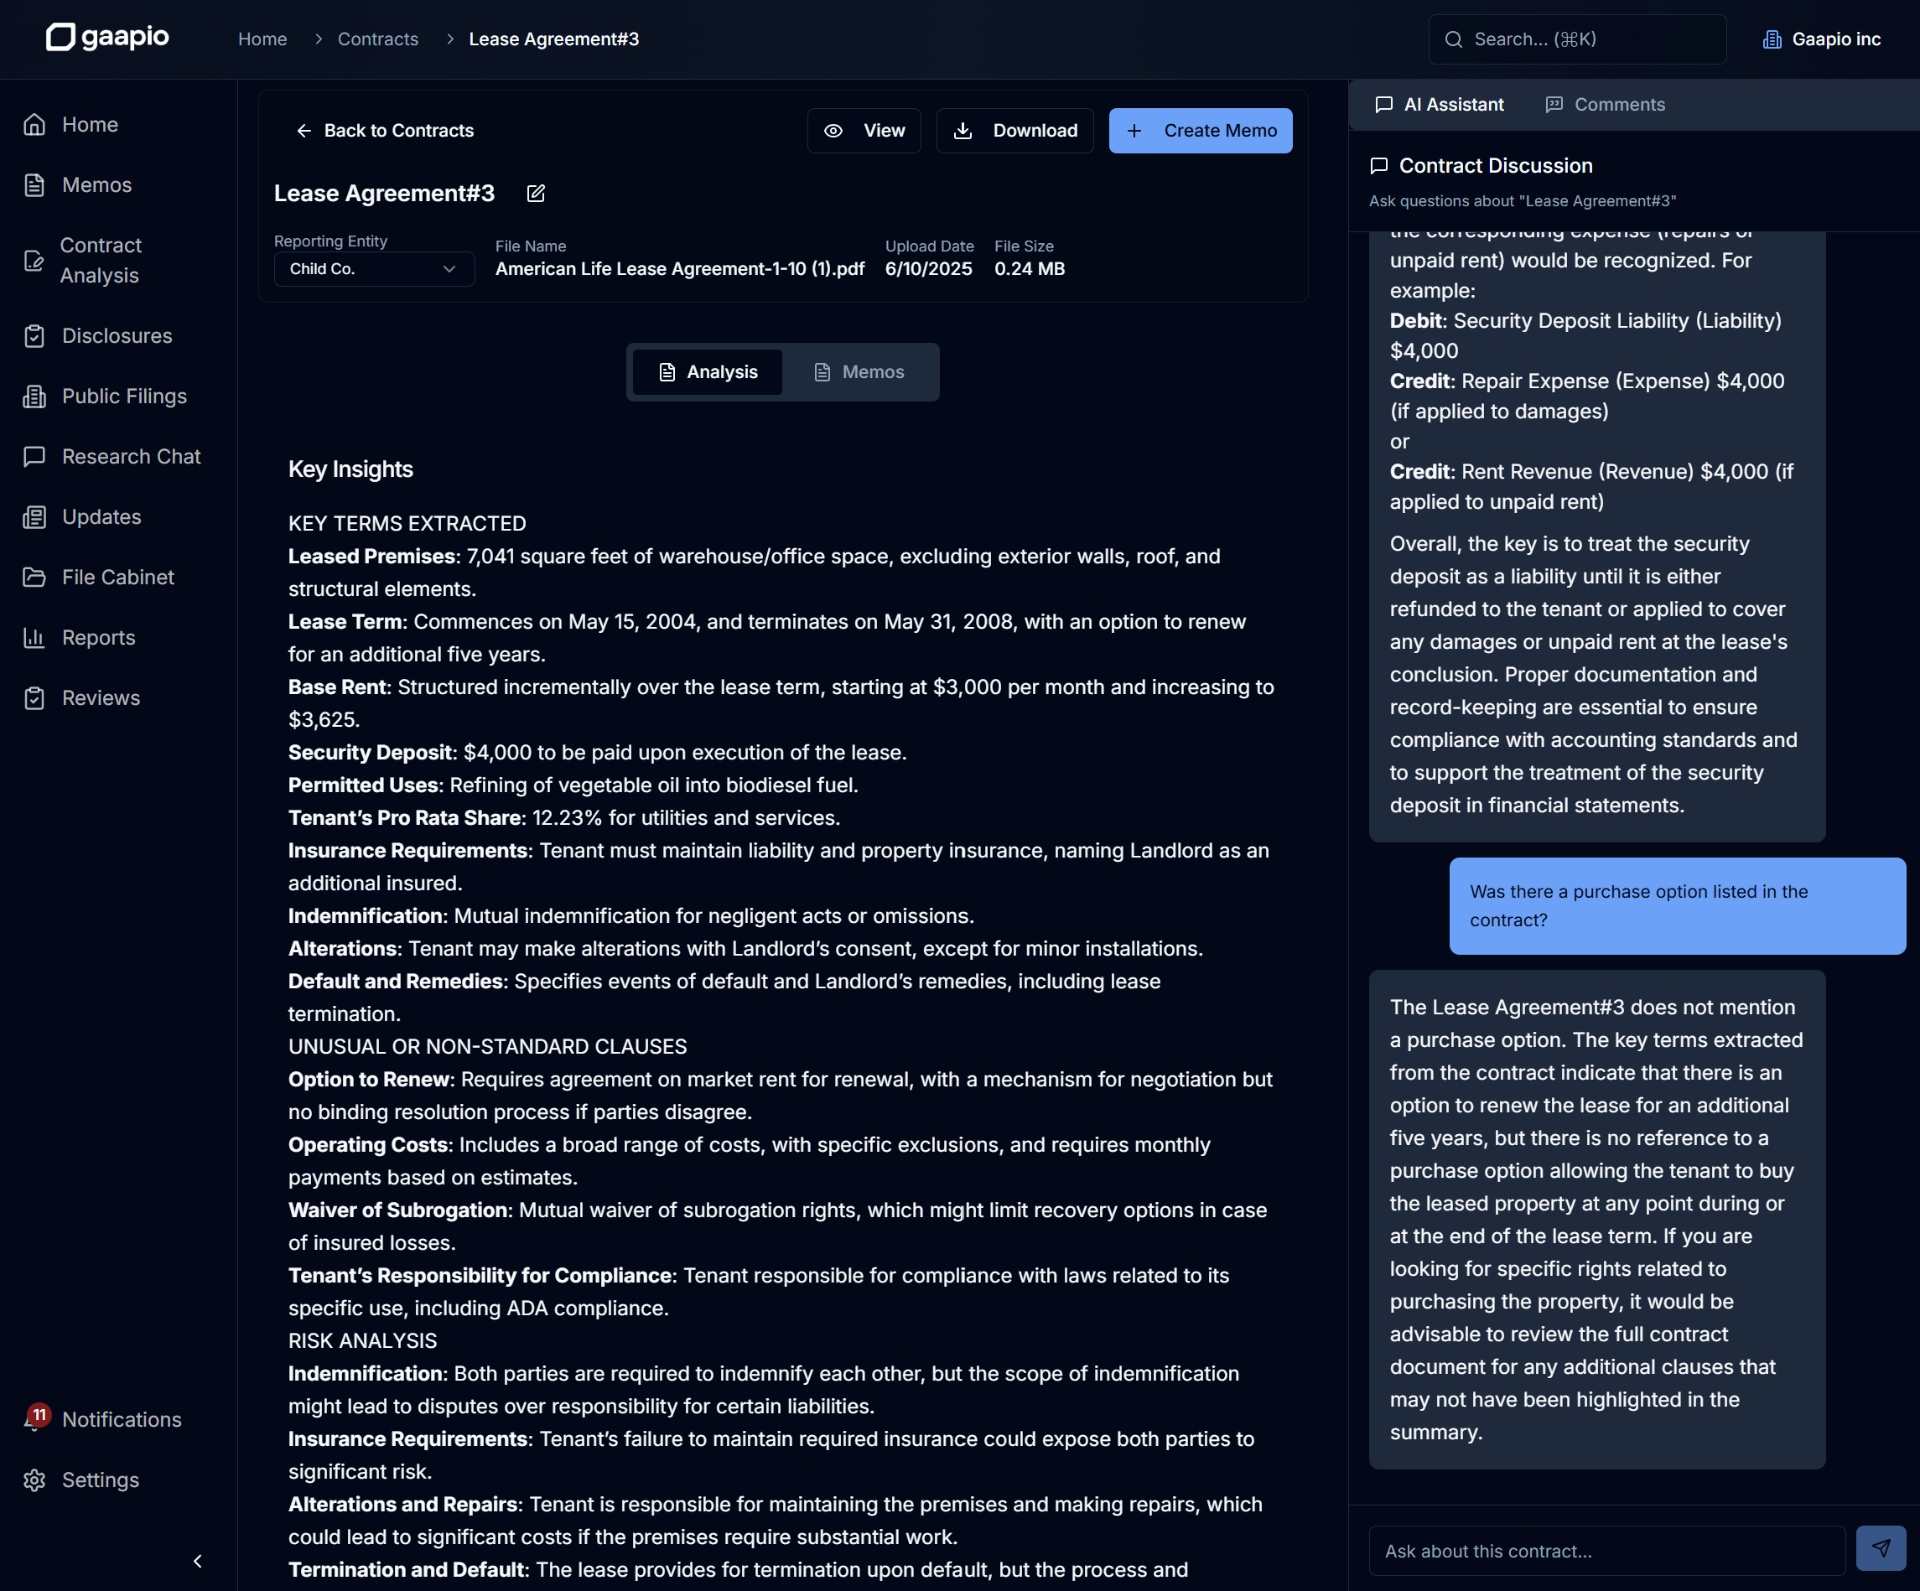 gaapio
Home > Contracts > Lease Agreement#3
Search... (⌘K)
Gaapio inc
Home
Memos
Contract
Analysis
Disclosures
Public Filings
Research Chat
Updates
File Cabinet
Reports
Reviews
11
Notifications
Settings
Back to Contracts
View
Download
Create Memo
Lease Agreement#3
Reporting Entity
Child Co.
File Name
American Life Lease Agreement-1-10 (1).pdf
Upload Date
6/10/2025
File Size
0.24 MB
Analysis
Memos
Key Insights
KEY TERMS EXTRACTED
Leased Premises: 7,041 square feet of warehouse/office space, excluding exterior walls, roof, and
structural elements.
Lease Term: Commences on May 15, 2004, and terminates on May 31, 2008, with an option to renew
for an additional five years.
Base Rent: Structured incrementally over the lease term, starting at $3,000 per month and increasing to
$3,625.
Security Deposit: $4,000 to be paid upon execution of the lease.
Permitted Uses: Refining of vegetable oil into biodiesel fuel.
Tenant’s Pro Rata Share: 12.23% for utilities and services.
Insurance Requirements: Tenant must maintain liability and property insurance, naming Landlord as an
additional insured.
Indemnification: Mutual indemnification for negligent acts or omissions.
Alterations: Tenant may make alterations with Landlord’s consent, except for minor installations.
Default and Remedies: Specifies events of default and Landlord’s remedies, including lease
termination.
UNUSUAL OR NON-STANDARD CLAUSES
Option to Renew: Requires agreement on market rent for renewal, with a mechanism for negotiation but
no binding resolution process if parties disagree.
Operating Costs: Includes a broad range of costs, with specific exclusions, and requires monthly
payments based on estimates.
Waiver of Subrogation: Mutual waiver of subrogation rights, which might limit recovery options in case
of insured losses.
Tenant’s Responsibility for Compliance: Tenant responsible for compliance with laws related to its
specific use, including ADA compliance.
RISK ANALYSIS
Indemnification: Both parties are required to indemnify each other, but the scope of indemnification
might lead to disputes over responsibility for certain liabilities.
Insurance Requirements: Tenant’s failure to maintain required insurance could expose both parties to
significant risk.
Alterations and Repairs: Tenant is responsible for maintaining the premises and making repairs, which
could lead to significant costs if the premises require substantial work.
Termination and Default: The lease provides for termination upon default, but the process and
AI Assistant
Comments
Contract Discussion
Ask questions about "Lease Agreement#3"
the corresponding expense (repairs or
unpaid rent) would be recognized. For
example:
Debit: Security Deposit Liability (Liability)
$4,000
Credit: Repair Expense (Expense) $4,000
(if applied to damages)
or
Credit: Rent Revenue (Revenue) $4,000 (if
applied to unpaid rent)
Overall, the key is to treat the security
deposit as a liability until it is either
refunded to the tenant or applied to cover
any damages or unpaid rent at the lease's
conclusion. Proper documentation and
record-keeping are essential to ensure
compliance with accounting standards and
to support the treatment of the security
deposit in financial statements.
Was there a purchase option listed in the
contract?
The Lease Agreement#3 does not mention
a purchase option. The key terms extracted
from the contract indicate that there is an
option to renew the lease for an additional
five years, but there is no reference to a
purchase option allowing the tenant to buy
the leased property at any point during or
at the end of the lease term. If you are
looking for specific rights related to
purchasing the property, it would be
advisable to review the full contract
document for any additional clauses that
may not have been highlighted in the
summary.
Ask about this contract...